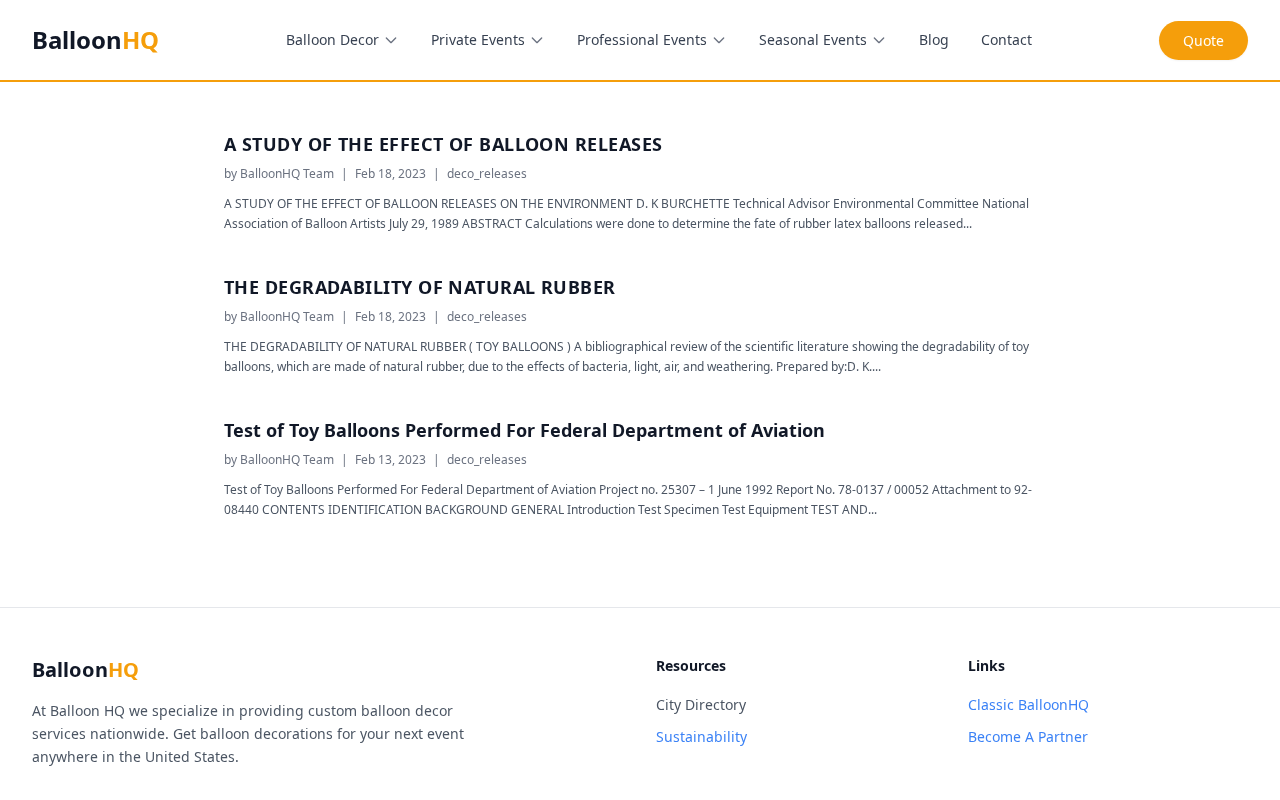 BalloonHQ
Balloon Decor
Private Events
Professional Events
Seasonal Events
Blog
Contact
Quote
A STUDY OF THE EFFECT OF BALLOON RELEASES
by BalloonHQ Team | Feb 18, 2023 | deco_releases
A STUDY OF THE EFFECT OF BALLOON RELEASES ON THE ENVIRONMENT D. K BURCHETTE Technical Advisor Environmental Committee National
Association of Balloon Artists July 29, 1989 ABSTRACT Calculations were done to determine the fate of rubber latex balloons released...
THE DEGRADABILITY OF NATURAL RUBBER
by BalloonHQ Team | Feb 18, 2023 | deco_releases
THE DEGRADABILITY OF NATURAL RUBBER ( TOY BALLOONS ) A bibliographical review of the scientific literature showing the degradability of toy
balloons, which are made of natural rubber, due to the effects of bacteria, light, air, and weathering. Prepared by:D. K....
Test of Toy Balloons Performed For Federal Department of Aviation
by BalloonHQ Team | Feb 13, 2023 | deco_releases
Test of Toy Balloons Performed For Federal Department of Aviation Project no. 25307 – 1 June 1992 Report No. 78-0137 / 00052 Attachment to 92-
08440 CONTENTS IDENTIFICATION BACKGROUND GENERAL Introduction Test Specimen Test Equipment TEST AND...
BalloonHQ
At Balloon HQ we specialize in providing custom balloon decor
services nationwide. Get balloon decorations for your next event
anywhere in the United States.
Resources
City Directory
Sustainability
Links
Classic BalloonHQ
Become A Partner